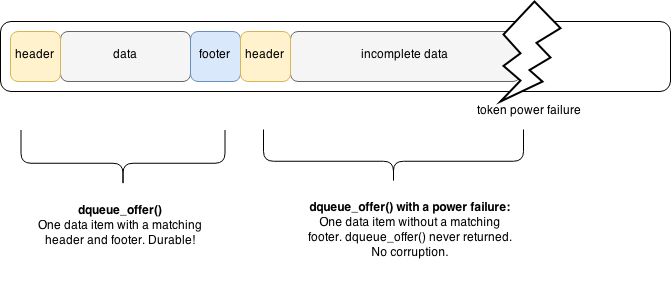 header data footer header incomplete data
token power failure
dqueue_offer()
One data item with a matching
header and footer. Durable!
dqueue_offer() with a power failure:
One data item without a matching
footer. dqueue_offer() never returned.
No corruption.